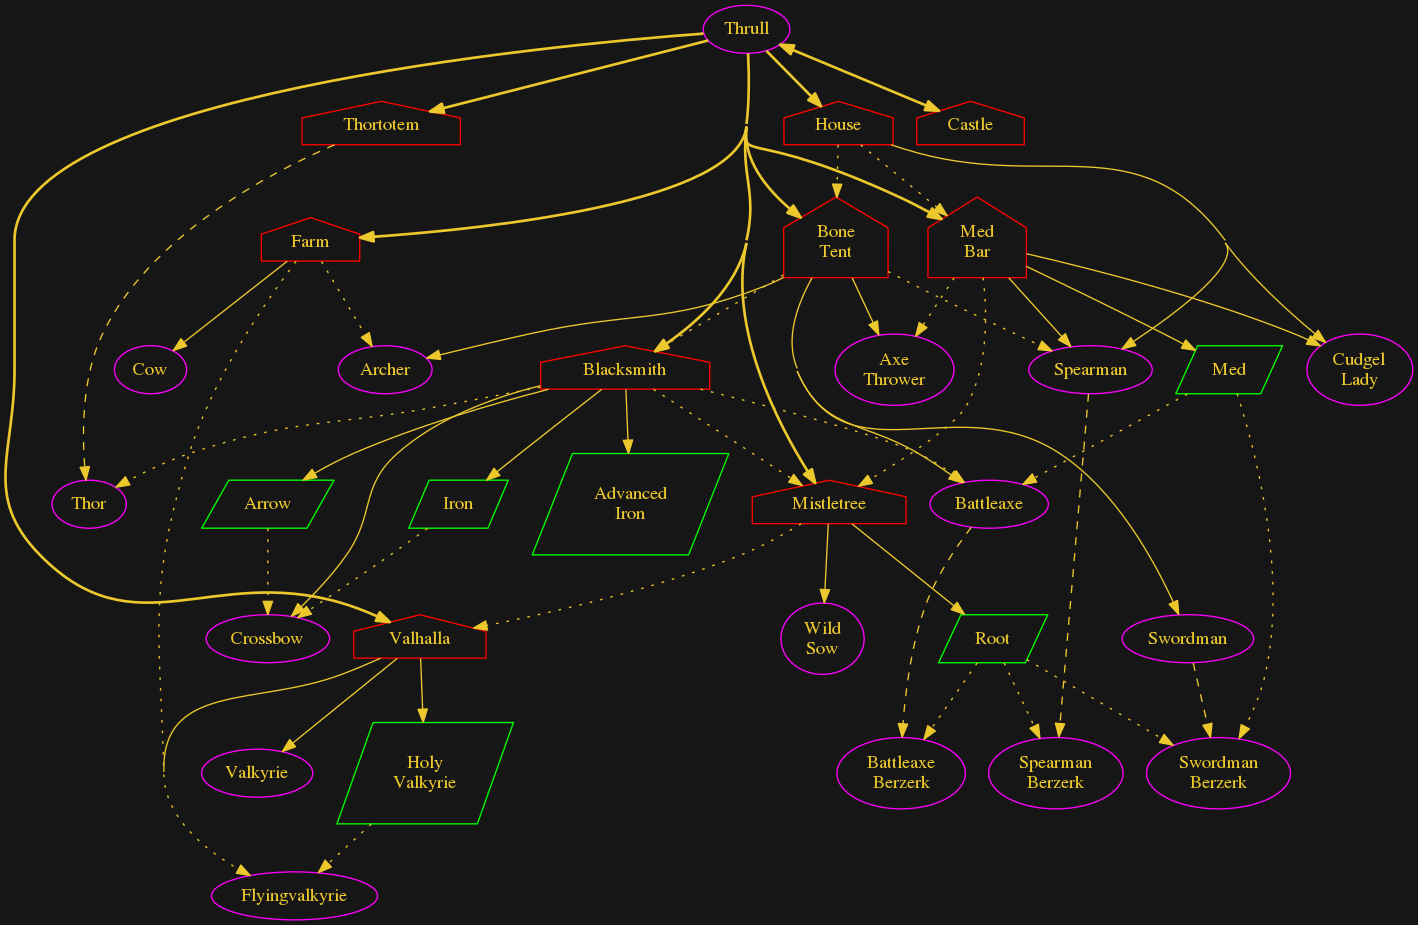 Thrull
Thortotem
House
Castle
Farm
Bone
Tent
Med
Bar
Cow
Archer
Blacksmith
Axe
Thrower
Spearman
Med
Cudgel
Lady
Thor
Arrow
Iron
Advanced
Iron
Mistletree
Battleaxe
Crossbow
Valhalla
Wild
Sow
Root
Swordman
Valkyrie
Holy
Valkyrie
Battleaxe
Berzerk
Spearman
Berzerk
Swordman
Berzerk
Flyingvalkyrie